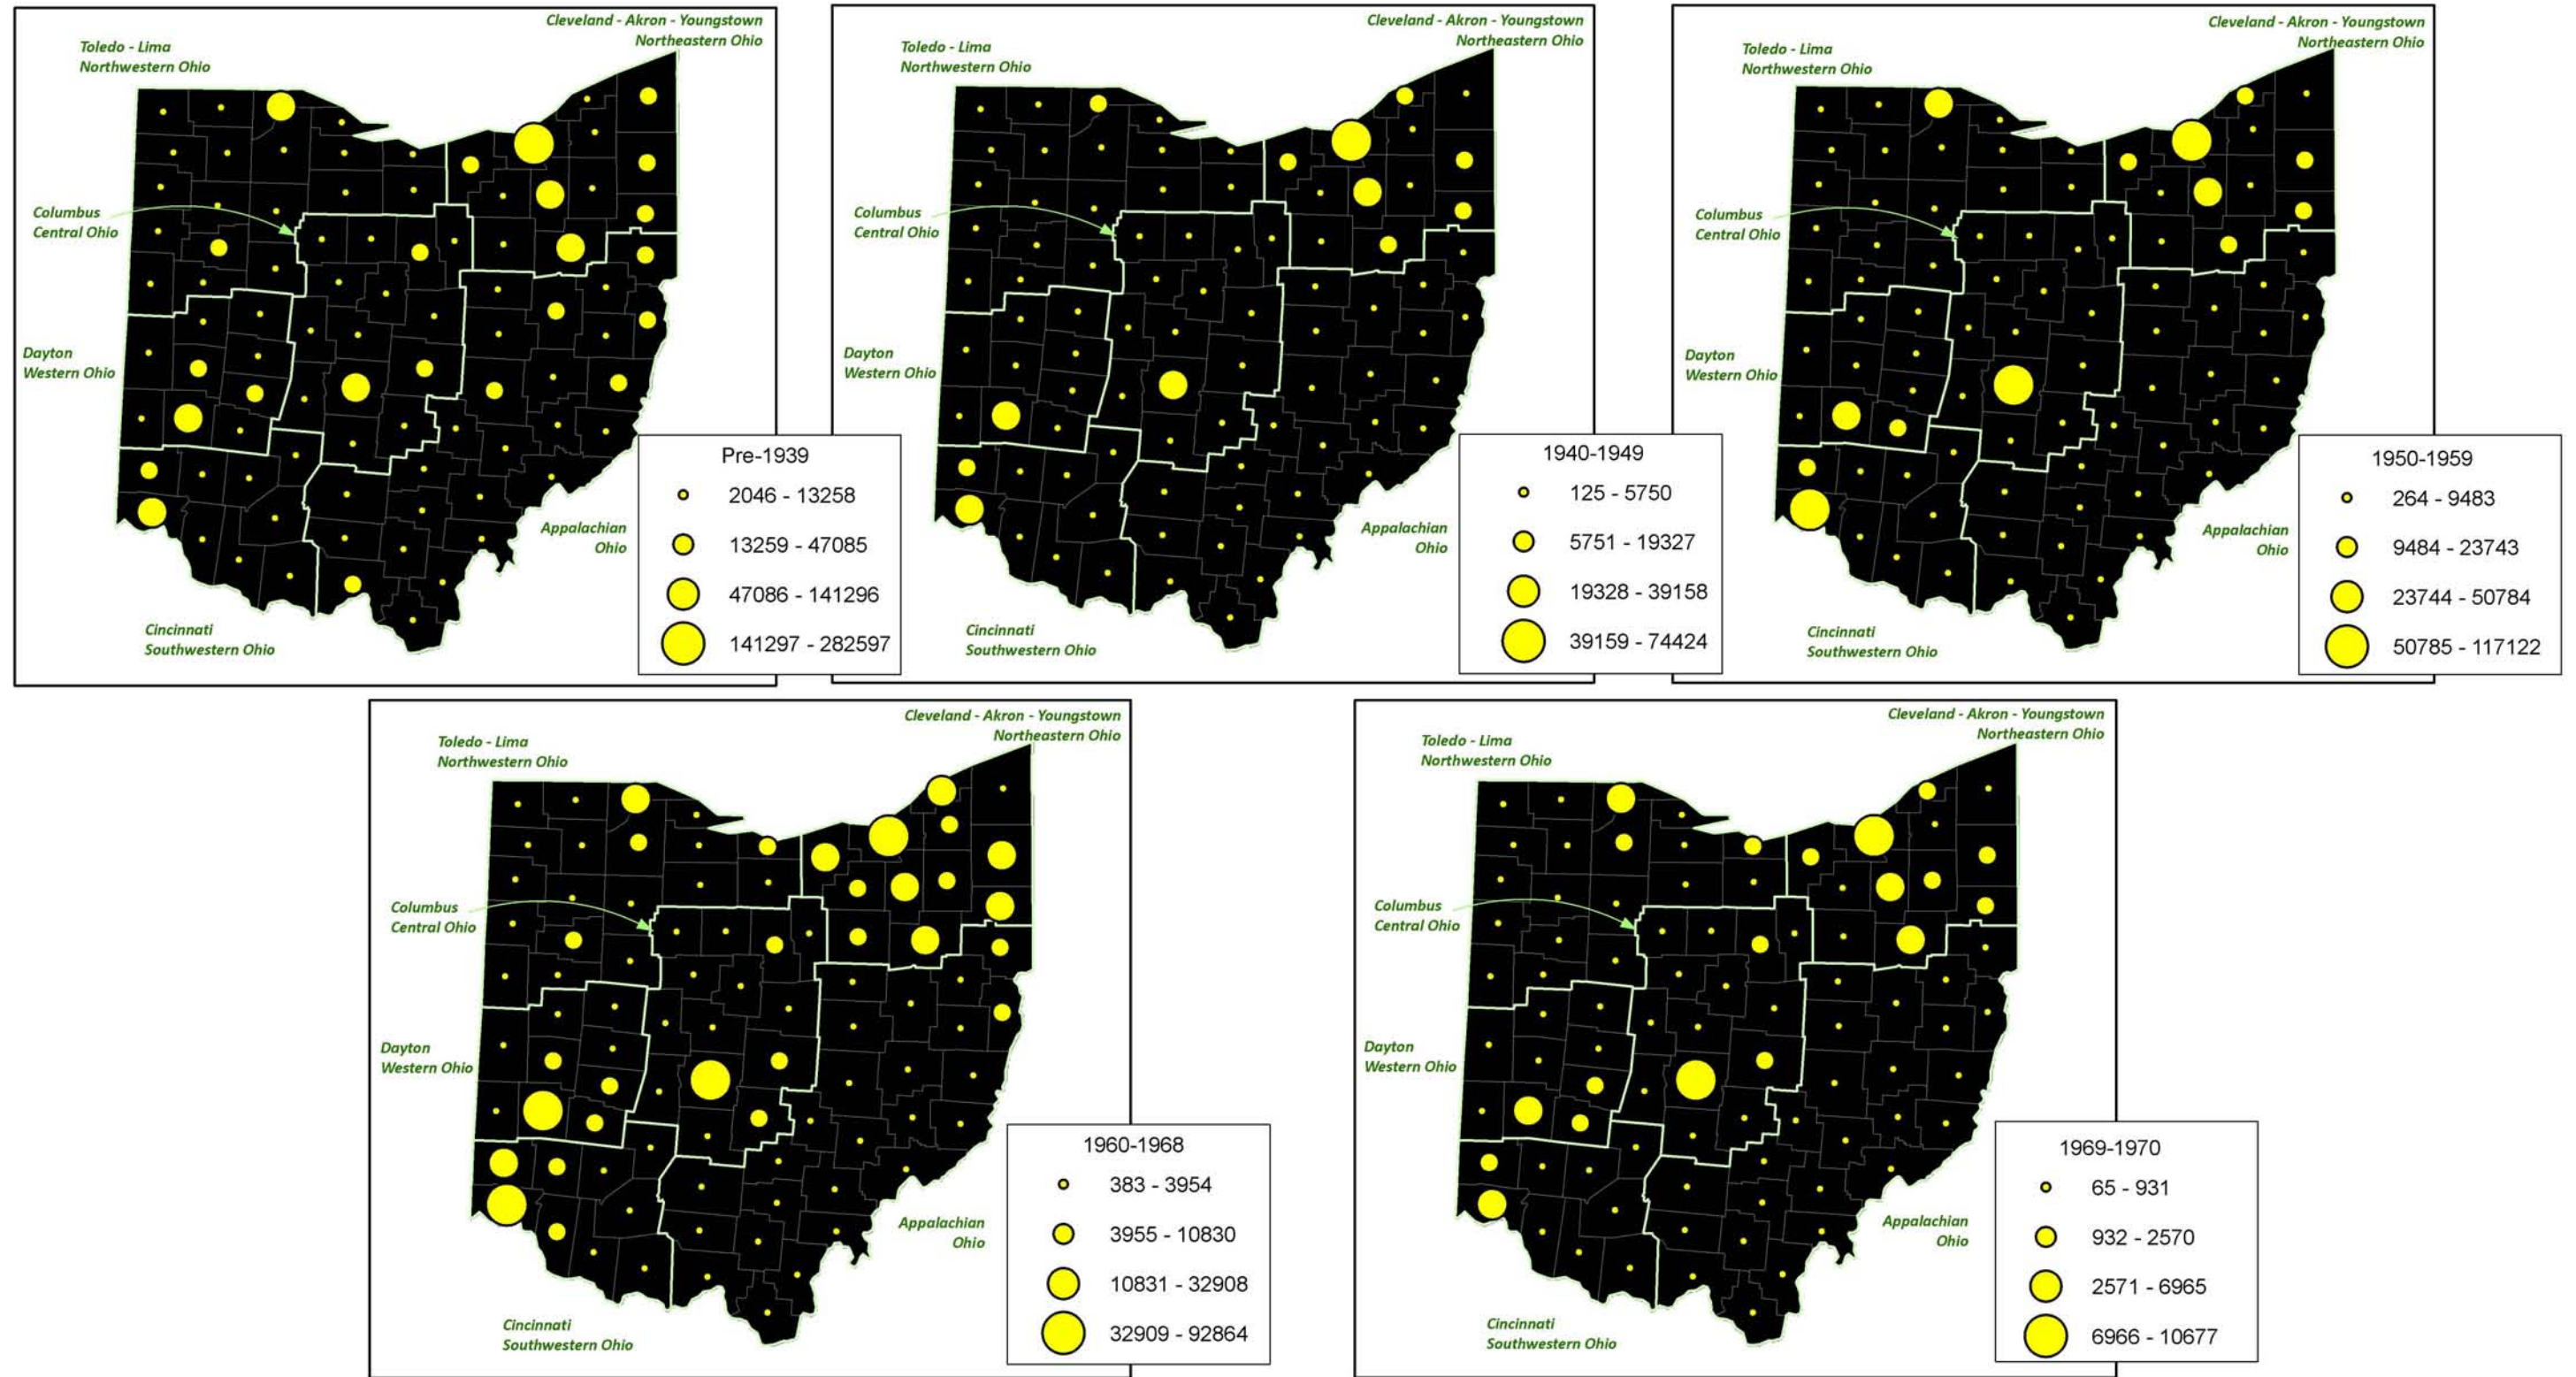 Cleveland - Akron - Youngstown
Northeastern Ohio
Toledo - Lima
Northwestern Ohio
Columbus
Central Ohio
Dayton
Western Ohio
Appalachian
Ohio
Cincinnati
Southwestern Ohio
Pre-1939
2046 - 13258
13259 - 47085
47086 - 141296
141297 - 282597
Cleveland - Akron - Youngstown
Northeastern Ohio
Toledo - Lima
Northwestern Ohio
Columbus
Central Ohio
Dayton
Western Ohio
Appalachian
Ohio
Cincinnati
Southwestern Ohio
1940-1949
125 - 5750
5751 - 19327
19328 - 39158
39159 - 74424
Cleveland - Akron - Youngstown
Northeastern Ohio
Toledo - Lima
Northwestern Ohio
Columbus
Central Ohio
Dayton
Western Ohio
Appalachian
Ohio
Cincinnati
Southwestern Ohio
1950-1959
264 - 9483
9484 - 23743
23744 - 50784
50785 - 117122
Cleveland - Akron - Youngstown
Northeastern Ohio
Toledo - Lima
Northwestern Ohio
Columbus
Central Ohio
Dayton
Western Ohio
Appalachian
Ohio
Cincinnati
Southwestern Ohio
1960-1968
383 - 3954
3955 - 10830
10831 - 32908
32909 - 92864
Cleveland - Akron - Youngstown
Northeastern Ohio
Toledo - Lima
Northwestern Ohio
Columbus
Central Ohio
Dayton
Western Ohio
Appalachian
Ohio
Cincinnati
Southwestern Ohio
1969-1970
65 - 931
932 - 2570
2571 - 6965
6966 - 10677